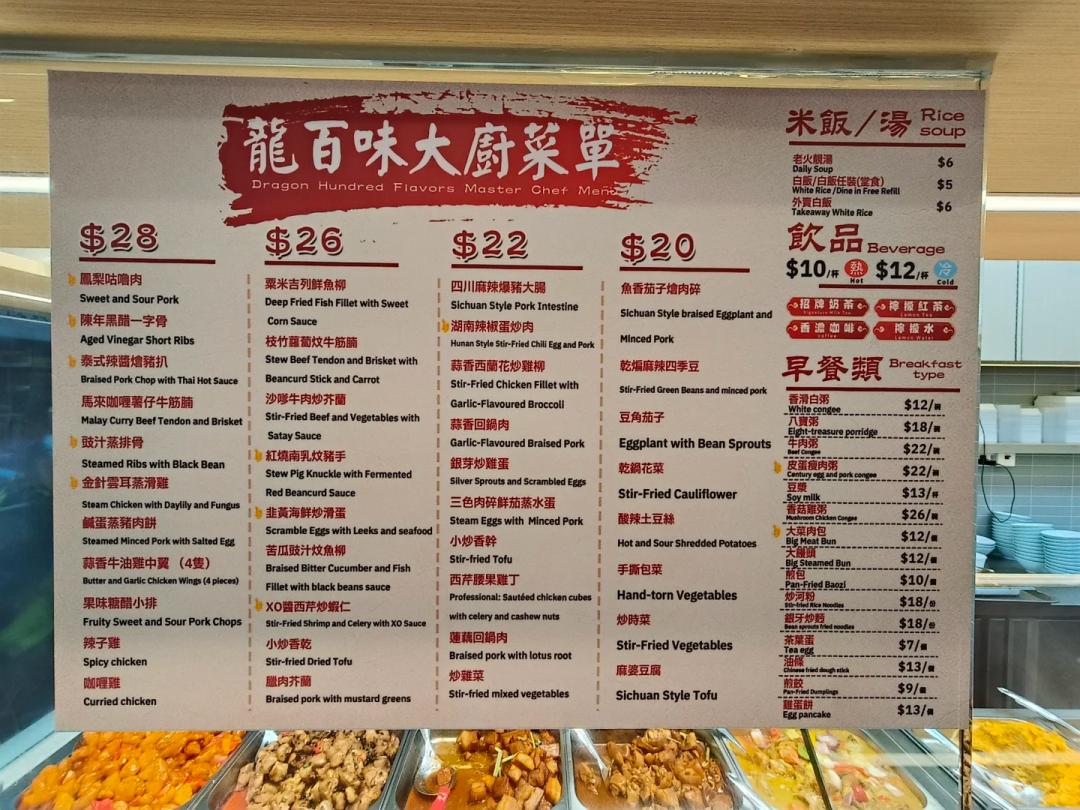 龍百味大廚菜單
Dragon Hundred Flavors Master Chef Menu
$28
鳳梨咕嚕肉
Sweet and Sour Pork
陳年黑醋一字骨
Aged Vinegar Short Ribs
泰式辣醬燴豬扒
Braised Pork Chop with Thai Hot Sauce
馬來咖喱薯仔牛筋腩
Malay Curry Beef Tendon and Brisket
豉汁蒸排骨
Steamed Ribs with Black Bean
金針雲耳蒸滑雞
Steam Chicken with Daylily and Fungus
鹹蛋蒸豬肉餅
Steamed Minced Pork with Salted Egg
蒜香牛油雞中翼 (4隻)
Butter and Garlic Chicken Wings (4 pieces)
果味糖醋小排
Fruity Sweet and Sour Pork Chops
辣子雞
Spicy chicken
咖喱雞
Curried chicken
$26
粟米吉列鮮魚柳
Deep Fried Fish Fillet with Sweet
Corn Sauce
枝竹蘿蔔炆牛筋腩
Stew Beef Tendon and Brisket with
Beancurd Stick and Carrot
沙嗲牛肉炒芥蘭
Stir-Fried Beef and Vegetables with
Satay Sauce
紅燒南乳炆豬手
Stew Pig Knuckle with Fermented
Red Beancurd Sauce
韭黃海鮮炒滑蛋
Scramble Eggs with Leeks and seafood
苦瓜豉汁炆魚柳
Braised Bitter Cucumber and Fish
Fillet with black beans sauce
XO醬西芹炒蝦仁
Stir-Fried Shrimp and Celery with XO Sauce
小炒香乾
Stir-fried Dried Tofu
臘肉芥蘭
Braised pork with mustard greens
$22
四川麻辣爆豬大腸
Sichuan Style Pork Intestine
湖南辣椒蛋炒肉
Hunan Style Stir-Fried Chili Egg and Pork
蒜香西蘭花炒雞柳
Stir-Fried Chicken Fillet with
Garlic-Flavoured Broccoli
蒜香回鍋肉
Garlic-Flavoured Braised Pork
銀芽炒雞蛋
Silver Sprouts and Scrambled Eggs
三色肉碎鮮茄蒸水蛋
Steam Eggs with Minced Pork
小炒香幹
Stir-fried Tofu
西芹腰果雞丁
Professional: Sautéed chicken cubes
with celery and cashew nuts
蓮藕回鍋肉
Braised pork with lotus root
炒雜菜
Stir-fried mixed vegetables
$20
魚香茄子燴肉碎
Sichuan Style braised Eggplant and
Minced Pork
乾煸麻辣四季豆
Stir-Fried Green Beans and minced pork
豆角茄子
Eggplant with Bean Sprouts
乾鍋花菜
Stir-Fried Cauliflower
酸辣土豆絲
Hot and Sour Shredded Potatoes
手撕包菜
Hand-torn Vegetables
炒時菜
Stir-Fried Vegetables
麻婆豆腐
Sichuan Style Tofu
米飯/湯 Rice soup
老火靚湯 $6
Daily Soup
白飯/白飯任裝(堂食) $5
White Rice /Dine in Free Refill
外賣白飯 $6
Takeaway White Rice
飲品 Beverage
$10/杯 熱 Hot $12/杯 冷 Cold
招牌奶茶 Signature Milk Tea 檸檬紅茶 Lemon Tea
香濃咖啡 coffee 檸檬水 Lemon Water
早餐類 Breakfast type
香滑白粥 $12/碗
White congee
八寶粥 $18/碗
Eight-treasure porridge
牛肉粥 $22/碗
Beef Congee
皮蛋瘦肉粥 $22/碗
Century egg and pork congee
豆漿 $13/杯
Soy milk
香菇雞粥 $26/碗
Mushroom Chicken Congee
大菜肉包 $12/個
Big Meat Bun
大饅頭 $12/個
Big Steamed Bun
煎包 $10/個
Pan-Fried Baozi
炒河粉 $18/份
Stir-fried Rice Noodles
銀牙炒麪 $18/份
Bean sprouts fried noodles
茶葉蛋 $7/個
Tea egg
油條 $13/個
Chinese fried dough stick
煎餃 $9/個
Pan-Fried Dumplings
雞蛋餅 $13/個
Egg pancake